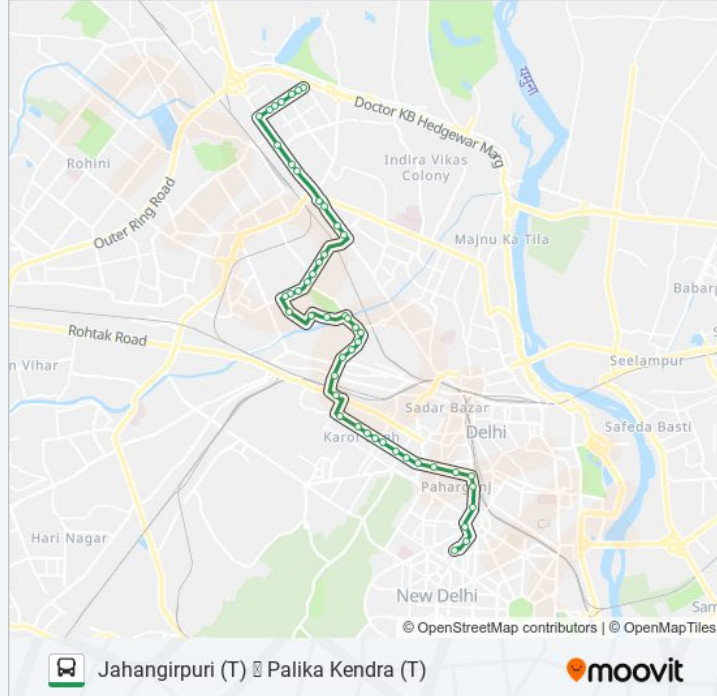 यमुना
Doctor KB Hedgewar Marg
Rohini
Indira Vikas
Colony
Outer Ring Road
Majnu Ka Tila
Babarp
Rohtak Road
n Vihar
Seelampur
Sadar Bazar
Safeda Basti
Karol Bagh
Delhi
Paharganj
Hari Nagar
New Delhi
Sam
© OpenStreetMap contributors | © OpenMapTiles
Jahangirpuri (T) Palika Kendra (T)
moovit